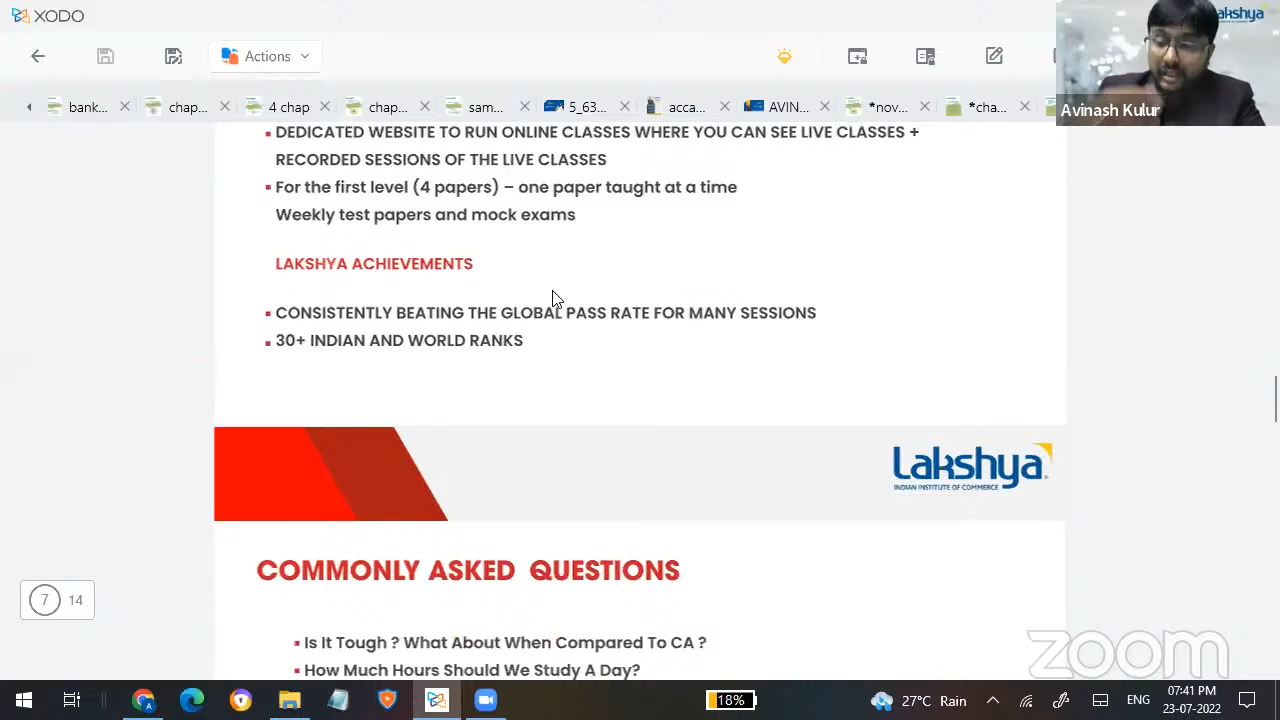 XODO
akshya
Actions
bank...
chap...
4 chap
chap...
sam...
5_63...
acca...
AVIN...
*nov...
*cha...
Avinash Kulur
DEDICATED WEBSITE TO RUN ONLINE CLASSES WHERE YOU CAN SEE LIVE CLASSES +
RECORDED SESSIONS OF THE LIVE CLASSES
For the first level (4 papers) – one paper taught at a time
Weekly test papers and mock exams
LAKSHYA ACHIEVEMENTS
CONSISTENTLY BEATING THE GLOBAL PASS RATE FOR MANY SESSIONS
30+ INDIAN AND WORLD RANKS
Lakshya
INDIAN INSTITUTE OF COMMERCE
COMMONLY ASKED QUESTIONS
7 14
Is It Tough ? What About When Compared To CA ?
How Much Hours Should We Study A Day?
zoom
18%
27°C Rain
ENG
07:41 PM
23-07-2022